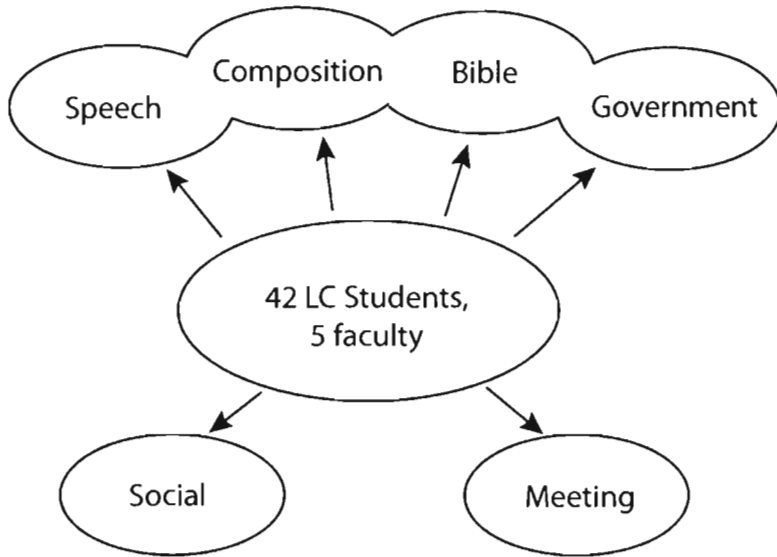 Speech
Composition
Bible
Government
42 LC Students,
5 faculty
Social
Meeting